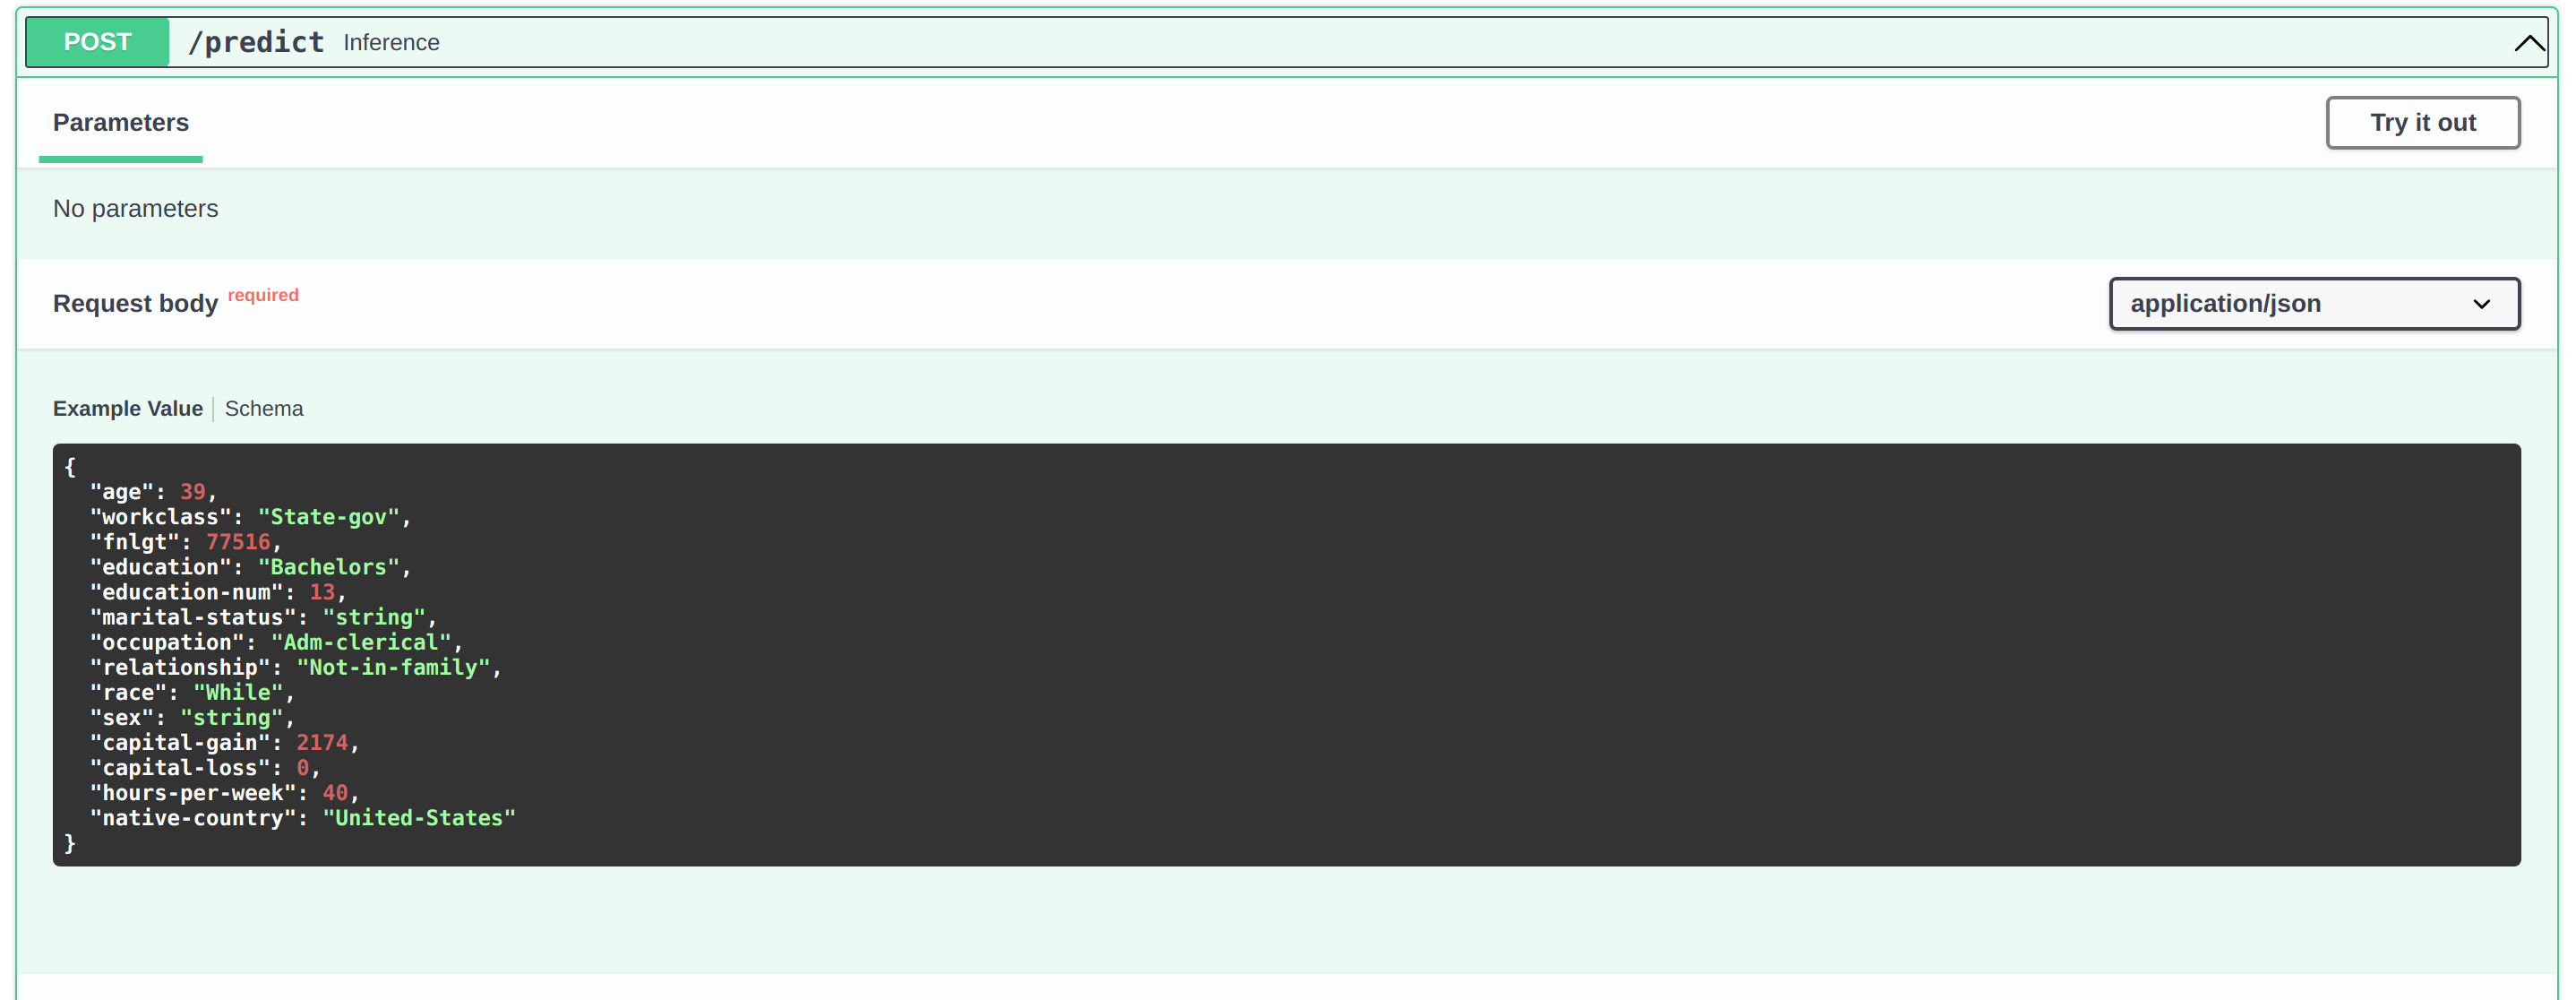 POST /predict Inference
Parameters
Try it out
No parameters
Request body required
application/json
Example Value | Schema
{
  "age": 39,
  "workclass": "State-gov",
  "fnlgt": 77516,
  "education": "Bachelors",
  "education-num": 13,
  "marital-status": "string",
  "occupation": "Adm-clerical",
  "relationship": "Not-in-family",
  "race": "While",
  "sex": "string",
  "capital-gain": 2174,
  "capital-loss": 0,
  "hours-per-week": 40,
  "native-country": "United-States"
}